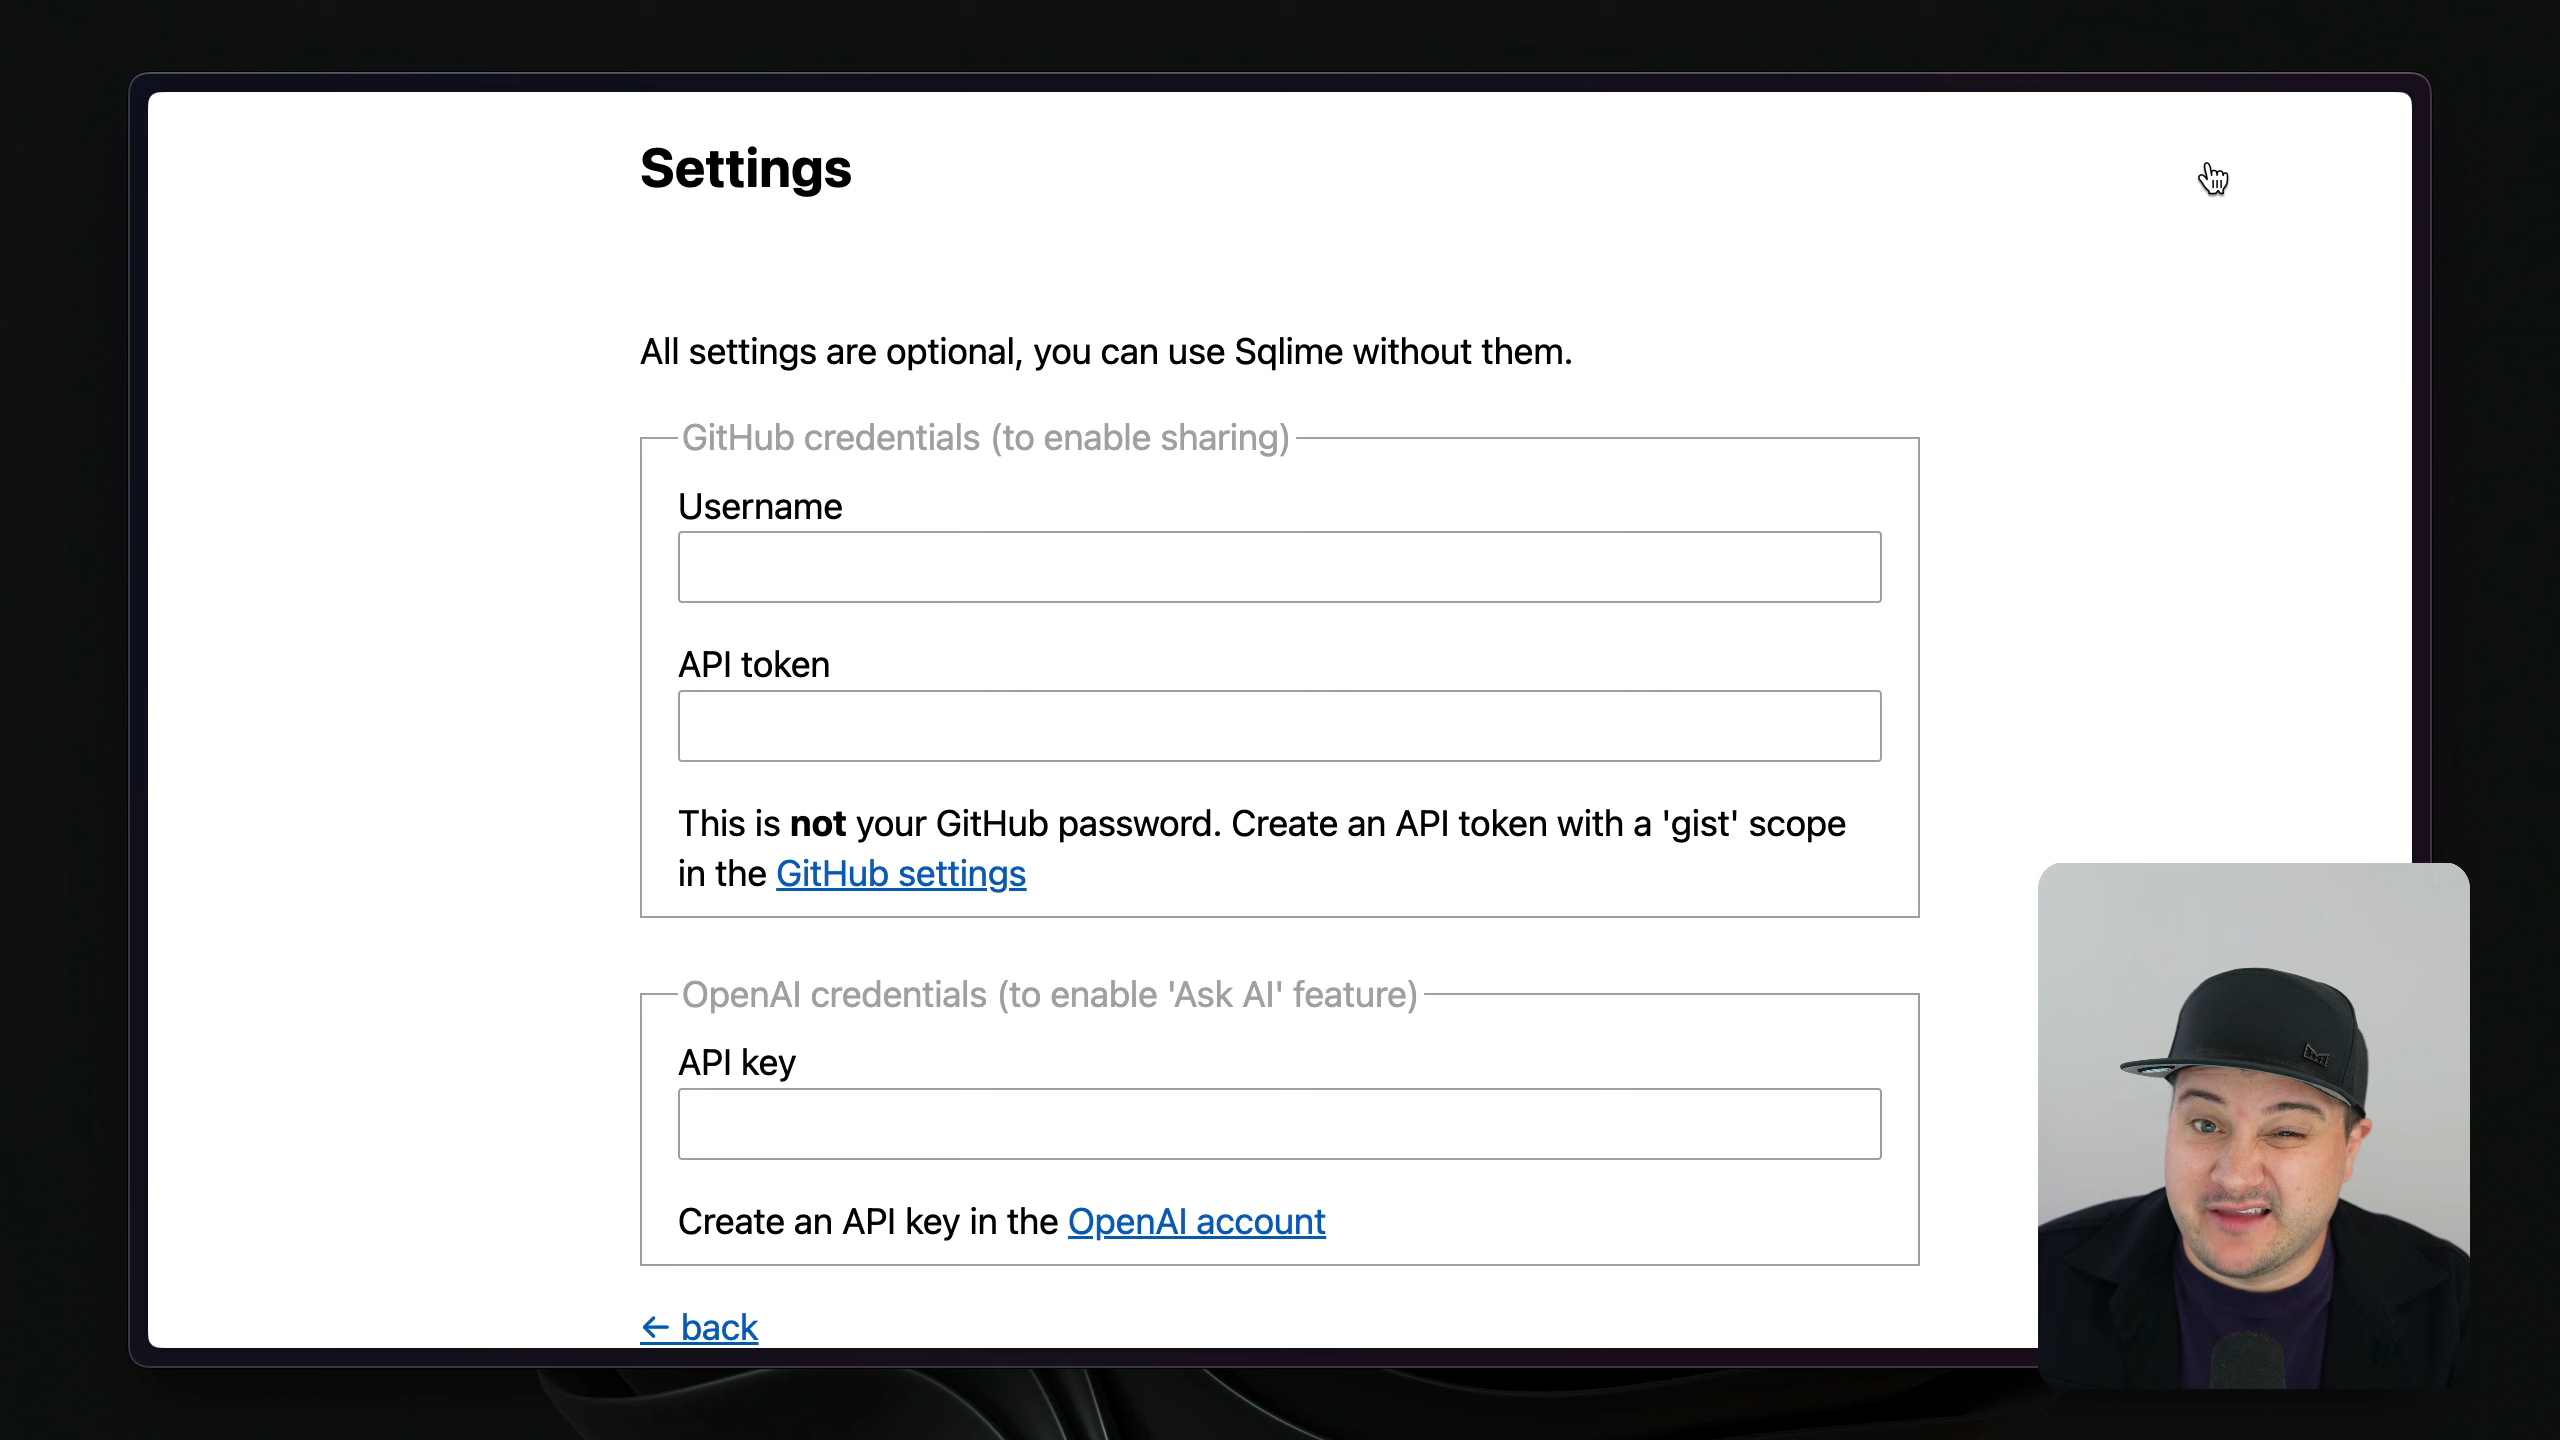 Settings
All settings are optional, you can use Sqlime without them.
GitHub credentials (to enable sharing)
Username
API token
This is not your GitHub password. Create an API token with a 'gist' scope
in the GitHub settings
OpenAI credentials (to enable 'Ask AI' feature)
API key
Create an API key in the OpenAI account
← back